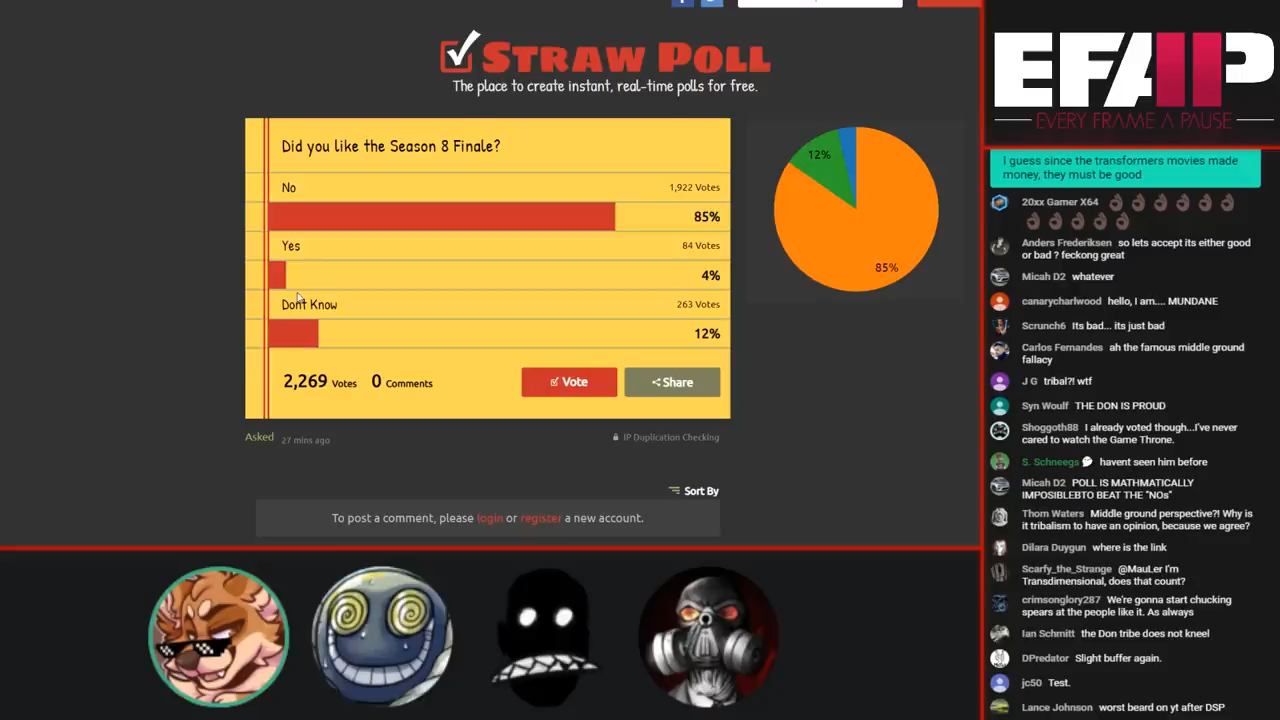 STRAW POLL
The place to create instant, real-time polls for free.
Did you like the Season 8 Finale?
No
1,922 Votes
85%
Yes
84 Votes
4%
Dont Know
263 Votes
12%
2,269 Votes 0 Comments
Vote
Share
Asked 27 mins ago
IP Duplication Checking
Sort By
To post a comment, please login or register a new account.
12%
85%
EFAP
EVERY FRAME A PAUSE
I guess since the transformers movies made
money, they must be good
20xx Gamer X64
Anders Frederiksen so lets accept its either good
or bad ? feckong great
Micah D2 whatever
canarycharlwood hello, I am.... MUNDANE
Scrunch6 Its bad... its just bad
Carlos Fernandes ah the famous middle ground
fallacy
J G tribal?! wtf
Syn Woulf THE DON IS PROUD
Shoggoth88 I already voted though...I've never
cared to watch the Game Throne.
S. Schneegs havent seen him before
Micah D2 POLL IS MATHMATICALLY
IMPOSIBLEBTO BEAT THE "NOs"
Thom Waters Middle ground perspective?! Why is
it tribalism to have an opinion, because we agree?
Dilara Duygun where is the link
Scarfy_the_Strange @MauLer I'm
Transdimensional, does that count?
crimsonglory287 We're gonna start chucking
spears at the people like it. As always
Ian Schmitt the Don tribe does not kneel
DPredator Slight buffer again.
jc50 Test.
Lance Johnson worst beard on yt after DSP